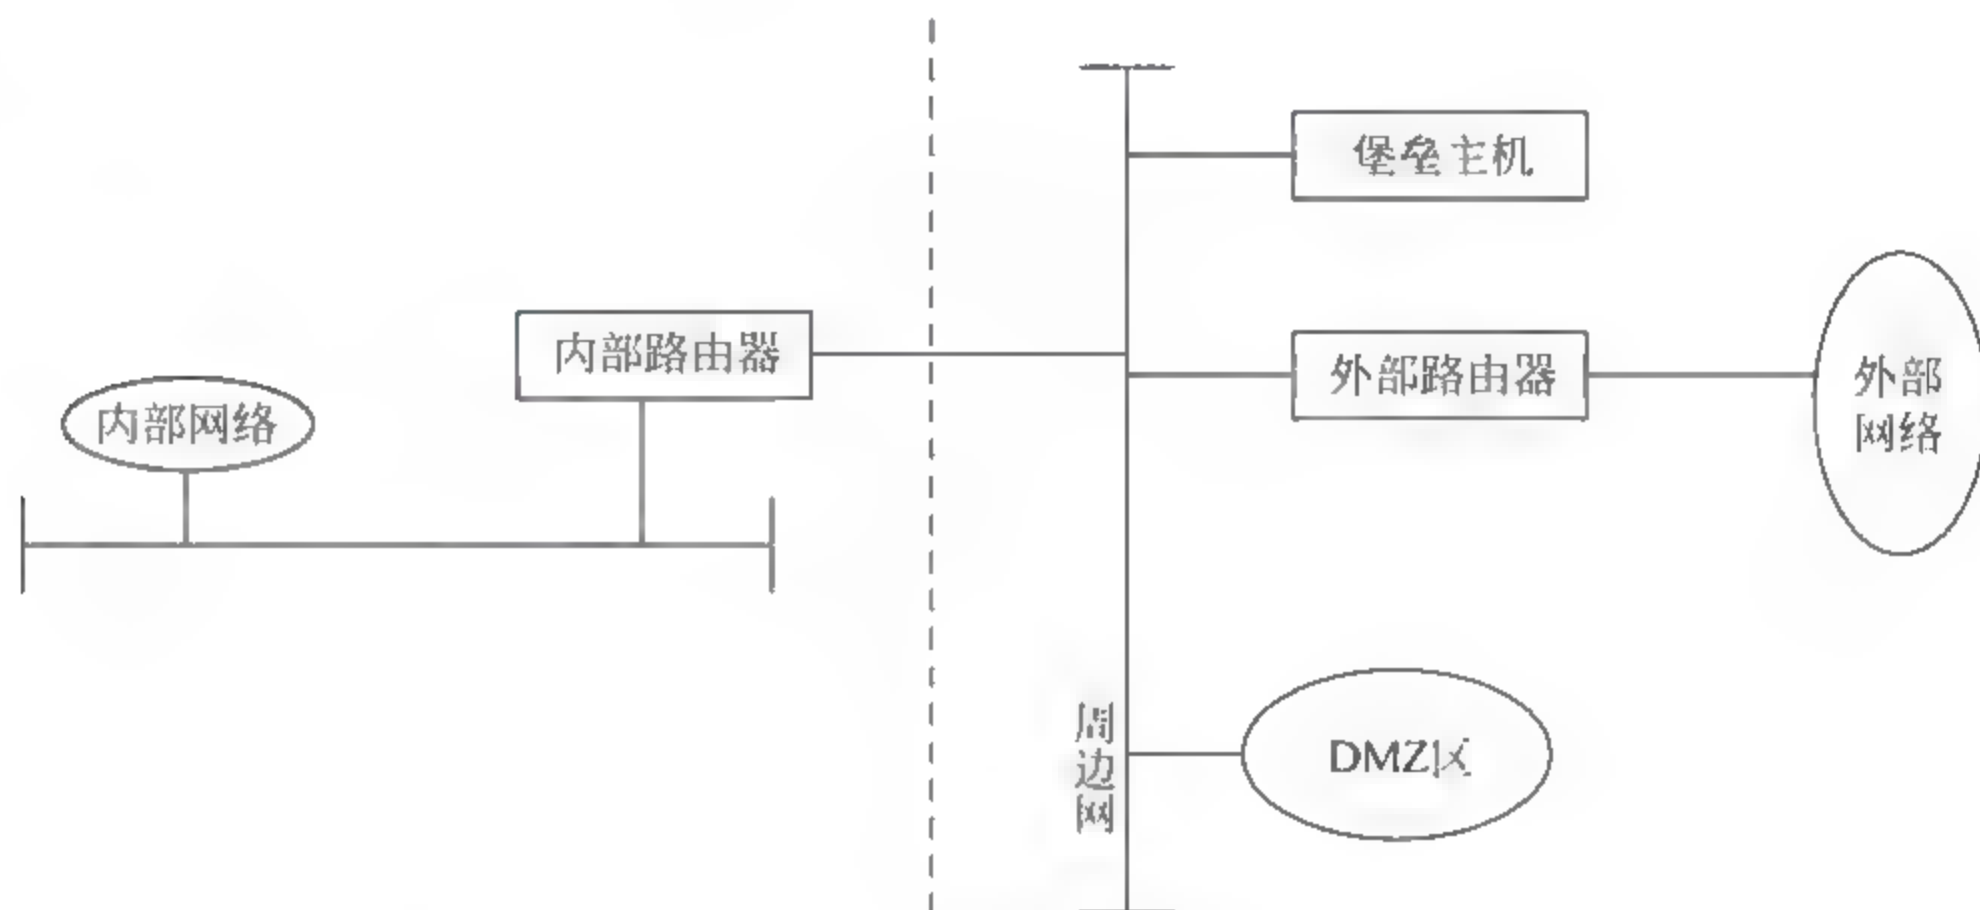 堡垒主机
内部路由器
外部路由器
外部
网络
内部网络
周
边
网
DMZ区